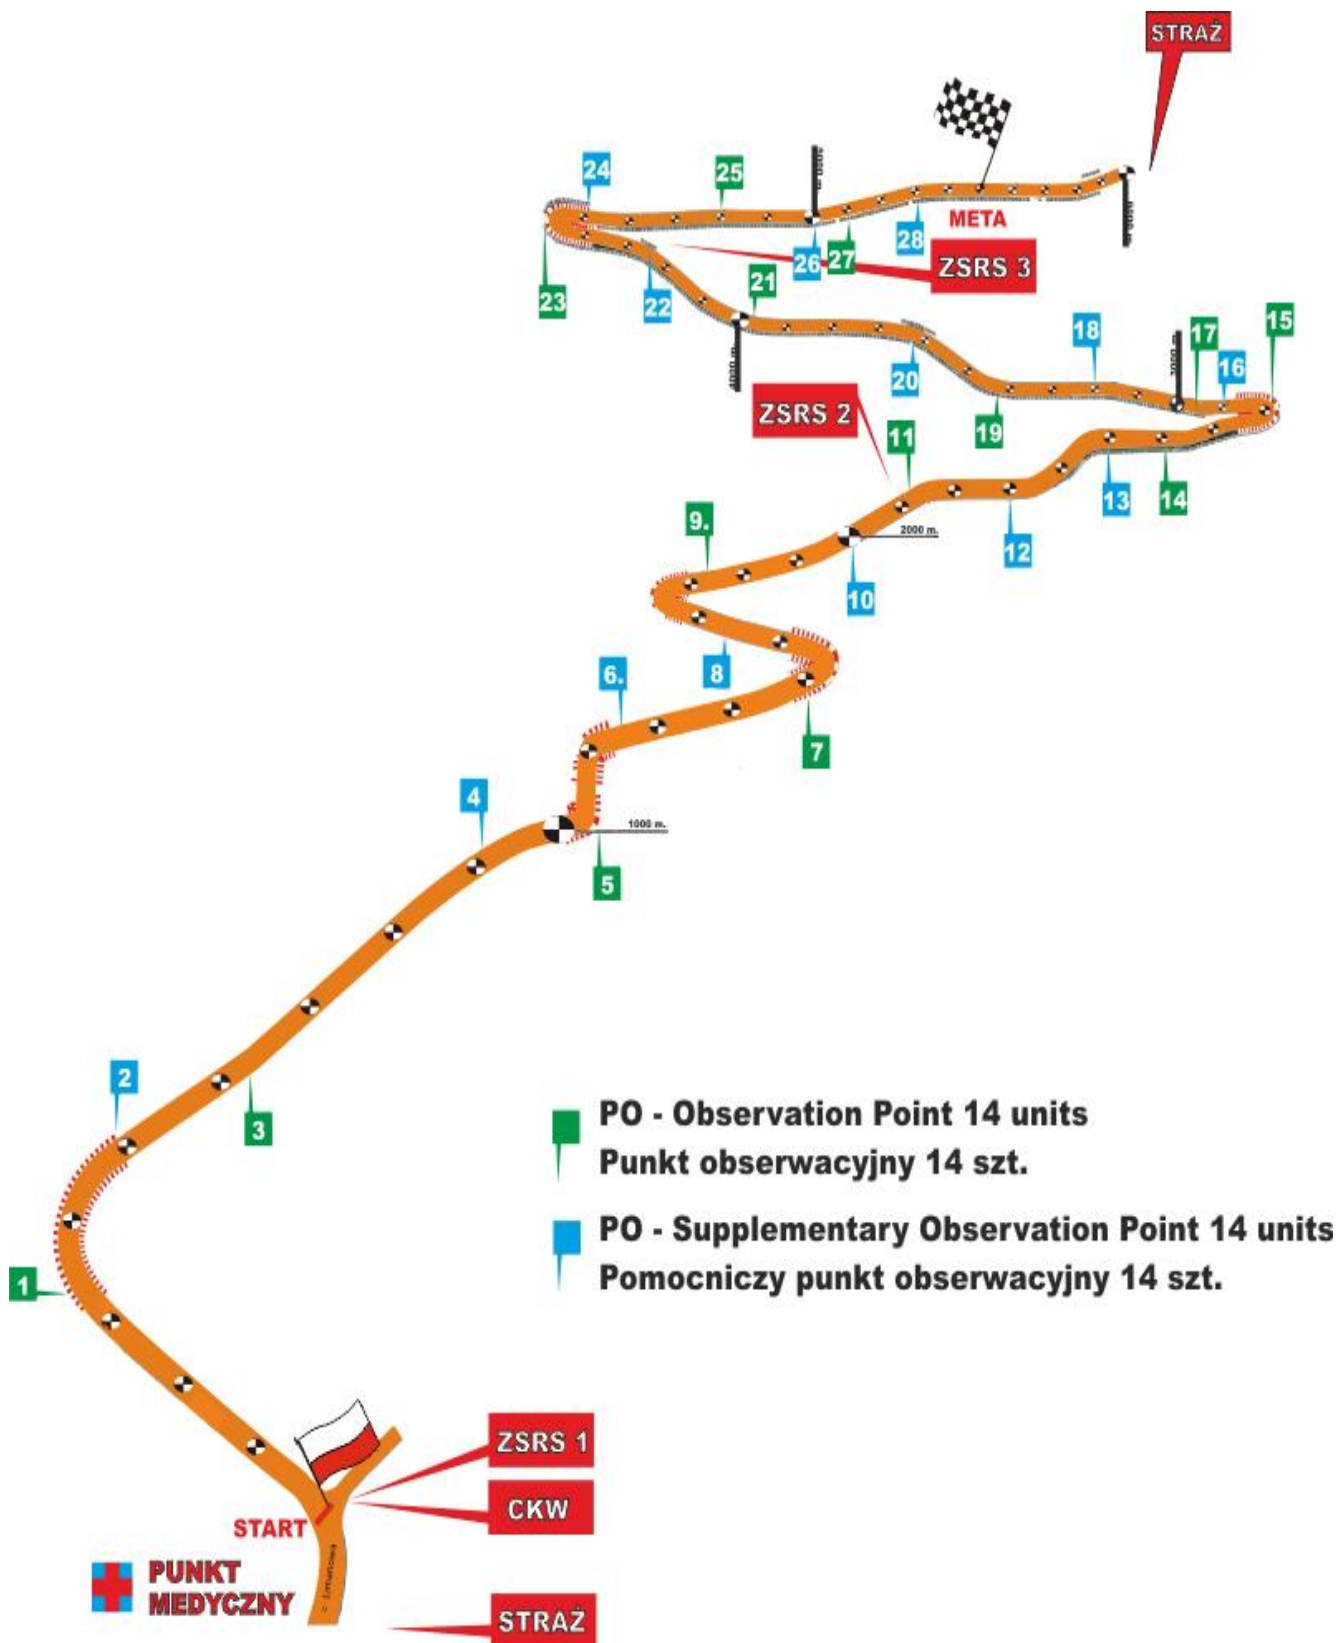 STRAŻ
24
25
META
28
26
27
ZSRS 3
23
22
21
18
17
15
16
20
19
4000 m.
3000 m.
ZSRS 2
11
13
14
12
9.
2000 m.
10
6.
8
7
4
1000 m.
5
2
3
1
PO - Observation Point 14 units
Punkt obserwacyjny 14 szt.
PO - Supplementary Observation Point 14 units
Pomocniczy punkt obserwacyjny 14 szt.
ZSRS 1
CKW
START
PUNKT
MEDYCZNY
STRAŻ